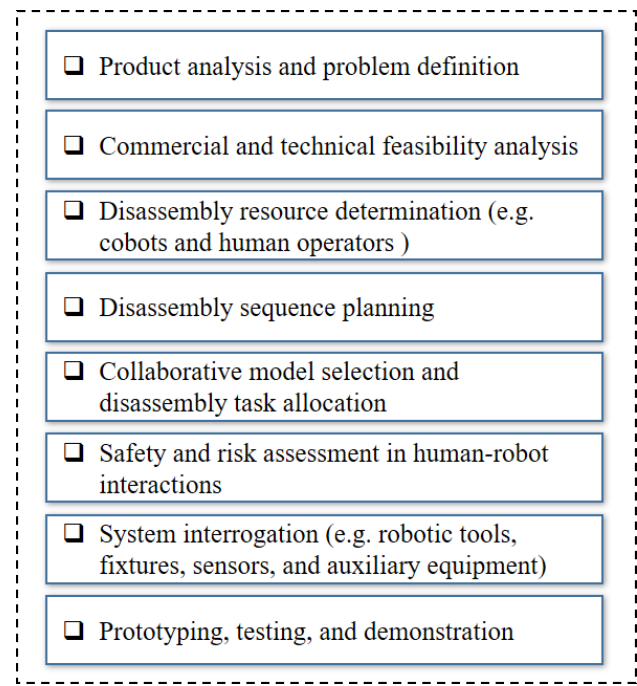 ❑ Product analysis and problem definition
❑ Commercial and technical feasibility analysis
❑ Disassembly resource determination (e.g.
cobots and human operators )
❑ Disassembly sequence planning
❑ Collaborative model selection and
disassembly task allocation
❑ Safety and risk assessment in human-robot
interactions
❑ System interrogation (e.g. robotic tools,
fixtures, sensors, and auxiliary equipment)
❑ Prototyping, testing, and demonstration